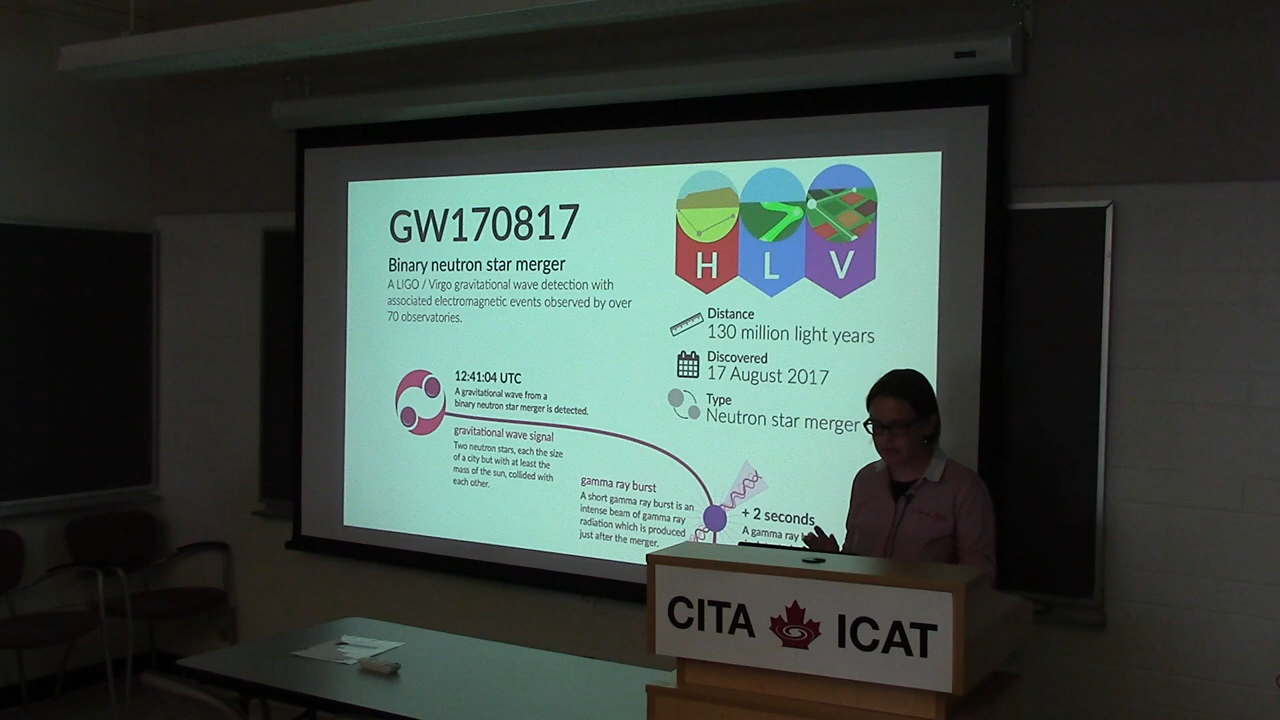 GW170817
Binary neutron star merger
A LIGO / Virgo gravitational wave detection with
associated electromagnetic events observed by over
70 observatories.
H L V
Distance
130 million light years
Discovered
17 August 2017
Type
Neutron star merger
12:41:04 UTC
A gravitational wave from a
binary neutron star merger is detected.
gravitational wave signal
Two neutron stars, each the size
of a city but with at least the
mass of the sun, collided with
each other.
gamma ray burst
A short gamma ray burst is an
intense beam of gamma ray
radiation which is produced
just after the merger.
+ 2 seconds
A gamma ray
CITA ICAT